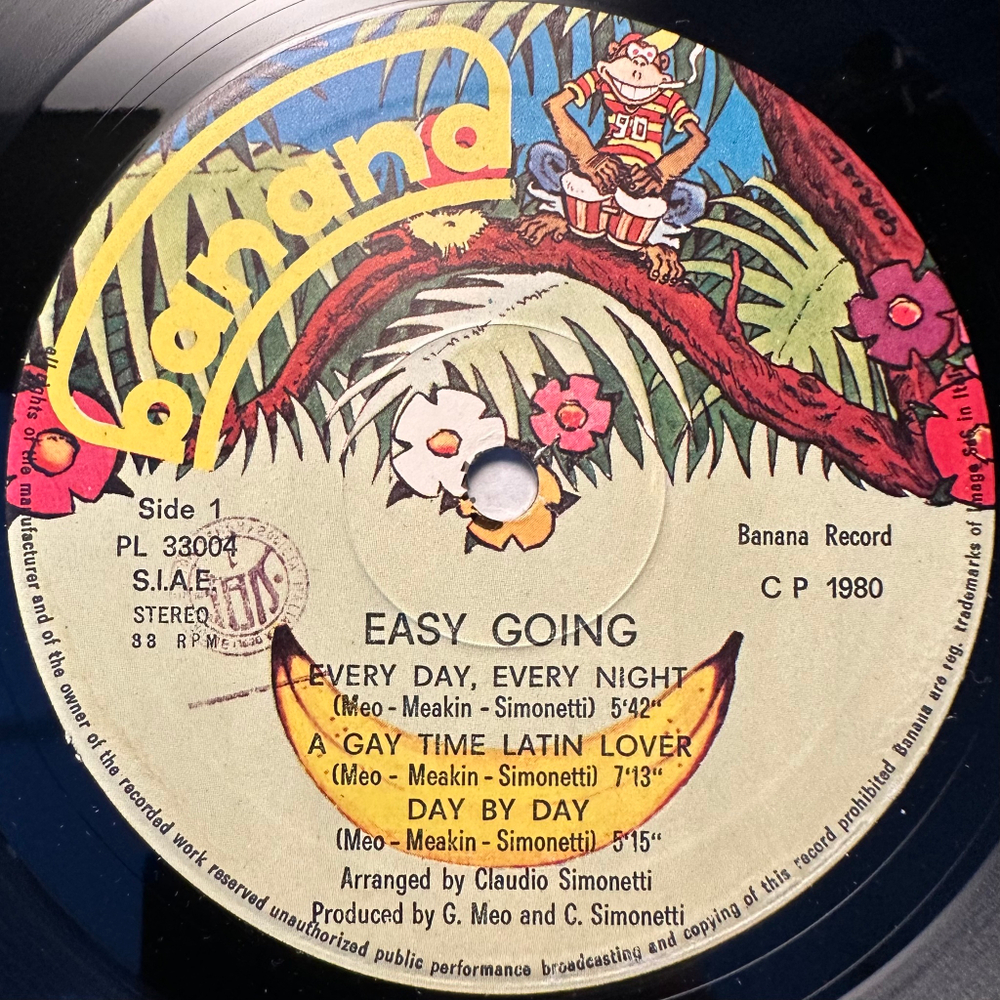 banana
90
GORIAL
Side 1
PL 33004
S.I.A.E.
STEREO
33 RPM
Banana Record
C P 1980
EASY GOING
EVERY DAY, EVERY NIGHT
(Meo - Meakin - Simonetti) 5'42"
A GAY TIME LATIN LOVER
(Meo - Meakin - Simonetti) 7'13"
DAY BY DAY
(Meo - Meakin - Simonetti) 5'15"
Arranged by Claudio Simonetti
Produced by G. Meo and C. Simonetti
all rights of the manufacturer and of the owner of the recorded work reserved unauthorized public performance broadcasting and copying of this record prohibited Banana are reg. trademarks of Image Sas in